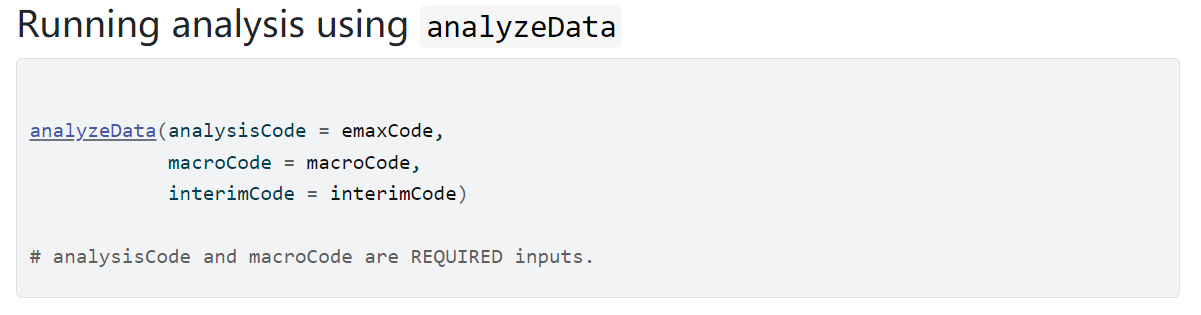 Running analysis using analyzeData
analyzeData(analysisCode = emaxCode,
macroCode = macroCode,
interimCode = interimCode)
# analysisCode and macroCode are REQUIRED inputs.